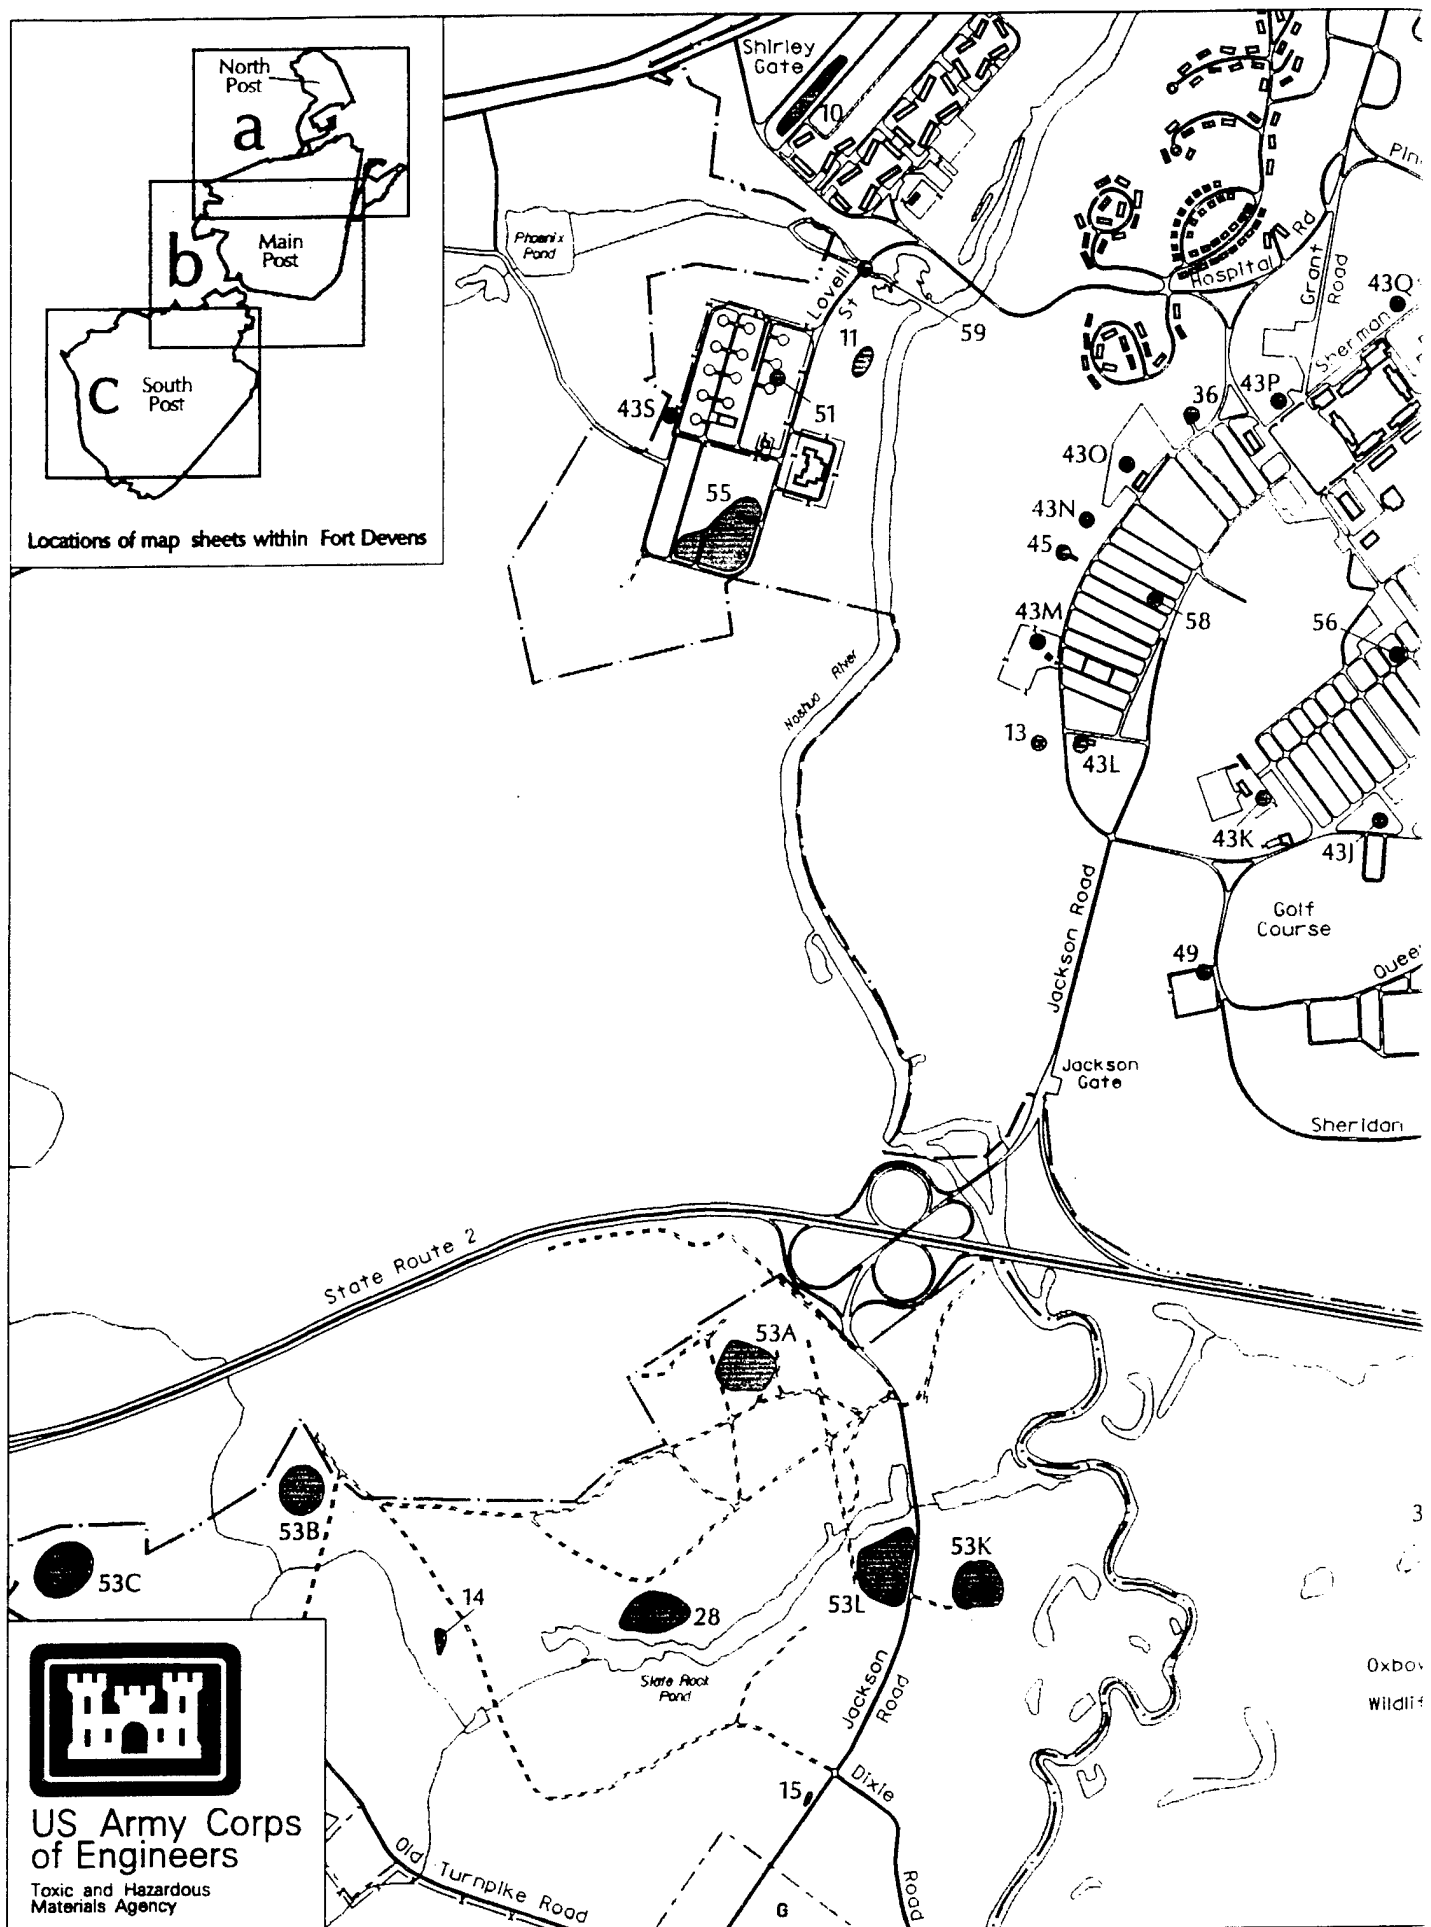 North
Post
a
b
Main
Post
C
South
Post
Locations of map sheets within Fort Devens
Shirley
Gate
10
Phoenix
Pond
Lovell
St
11
59
Hospital Rd
Grant
Road
43Q
Sherman
43P
36
43S
51
43O
55
43N
45
43M
58
56
Nashua River
13
43L
43K
43J
Jackson Road
Golf
Course
49
Jackson
Gate
Sheridan
State Route 2
53A
53B
53C
14
28
53L
53K
Slate Rock
Pond
Jackson
Road
15
Dixie
Road
Old Turnpike Road
G
US Army Corps
of Engineers
Toxic and Hazardous
Materials Agency